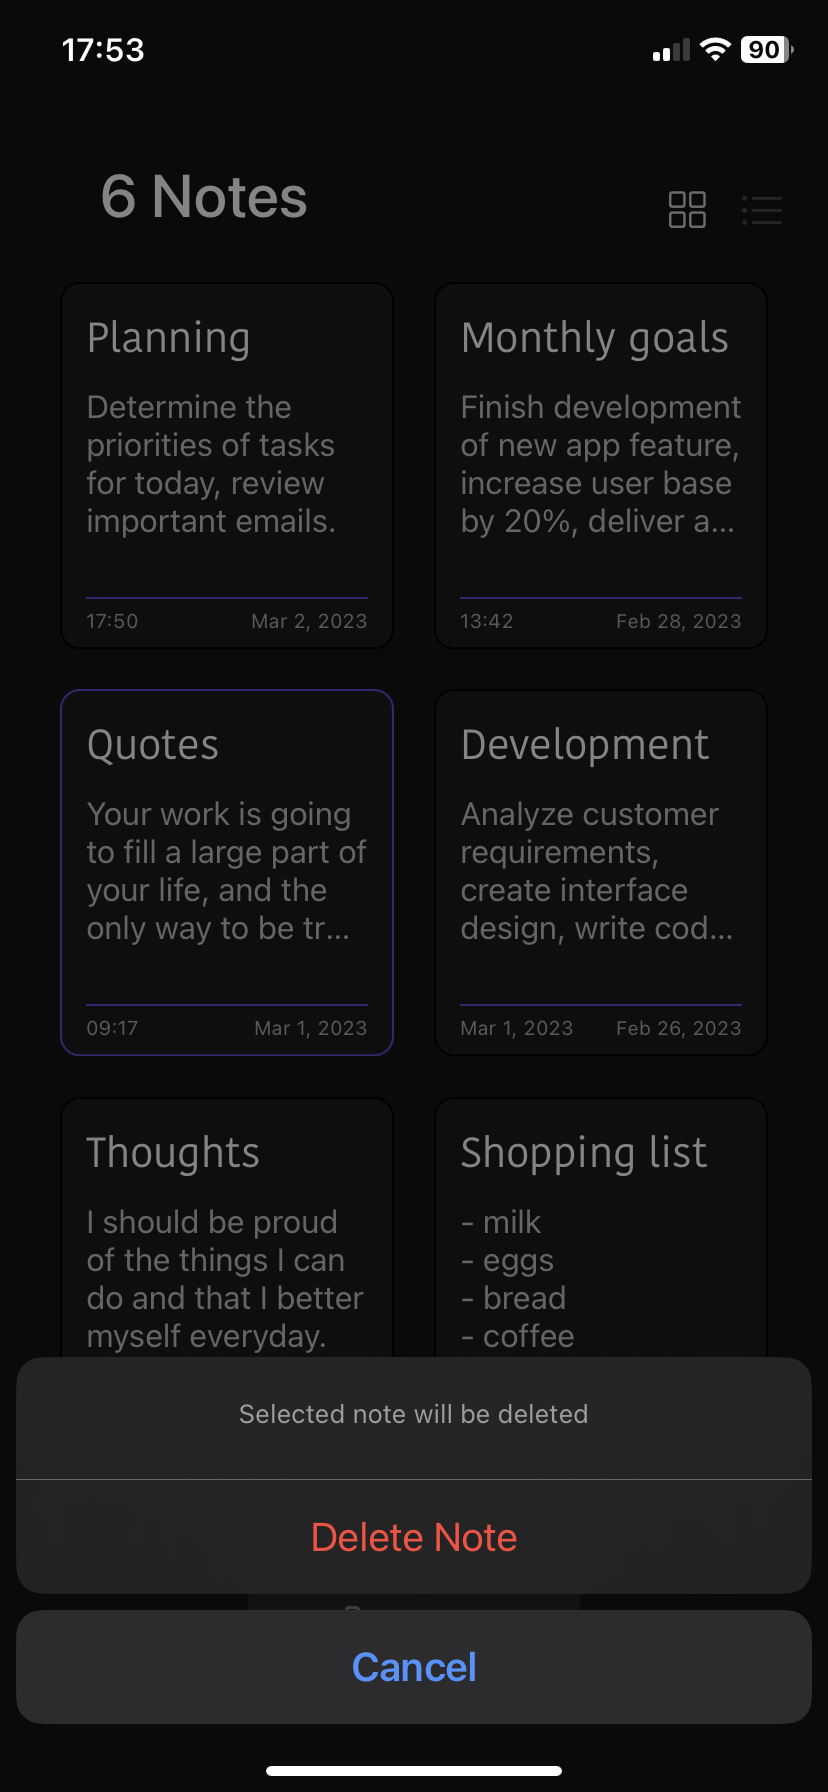 17:53
90
6 Notes
Planning
Determine the
priorities of tasks
for today, review
important emails.
17:50 Mar 2, 2023
Monthly goals
Finish development
of new app feature,
increase user base
by 20%, deliver a...
13:42 Feb 28, 2023
Quotes
Your work is going
to fill a large part of
your life, and the
only way to be tr...
09:17 Mar 1, 2023
Development
Analyze customer
requirements,
create interface
design, write cod...
Mar 1, 2023 Feb 26, 2023
Thoughts
I should be proud
of the things I can
do and that I better
myself everyday.
Shopping list
- milk
- eggs
- bread
- coffee
Selected note will be deleted
Delete Note
Cancel